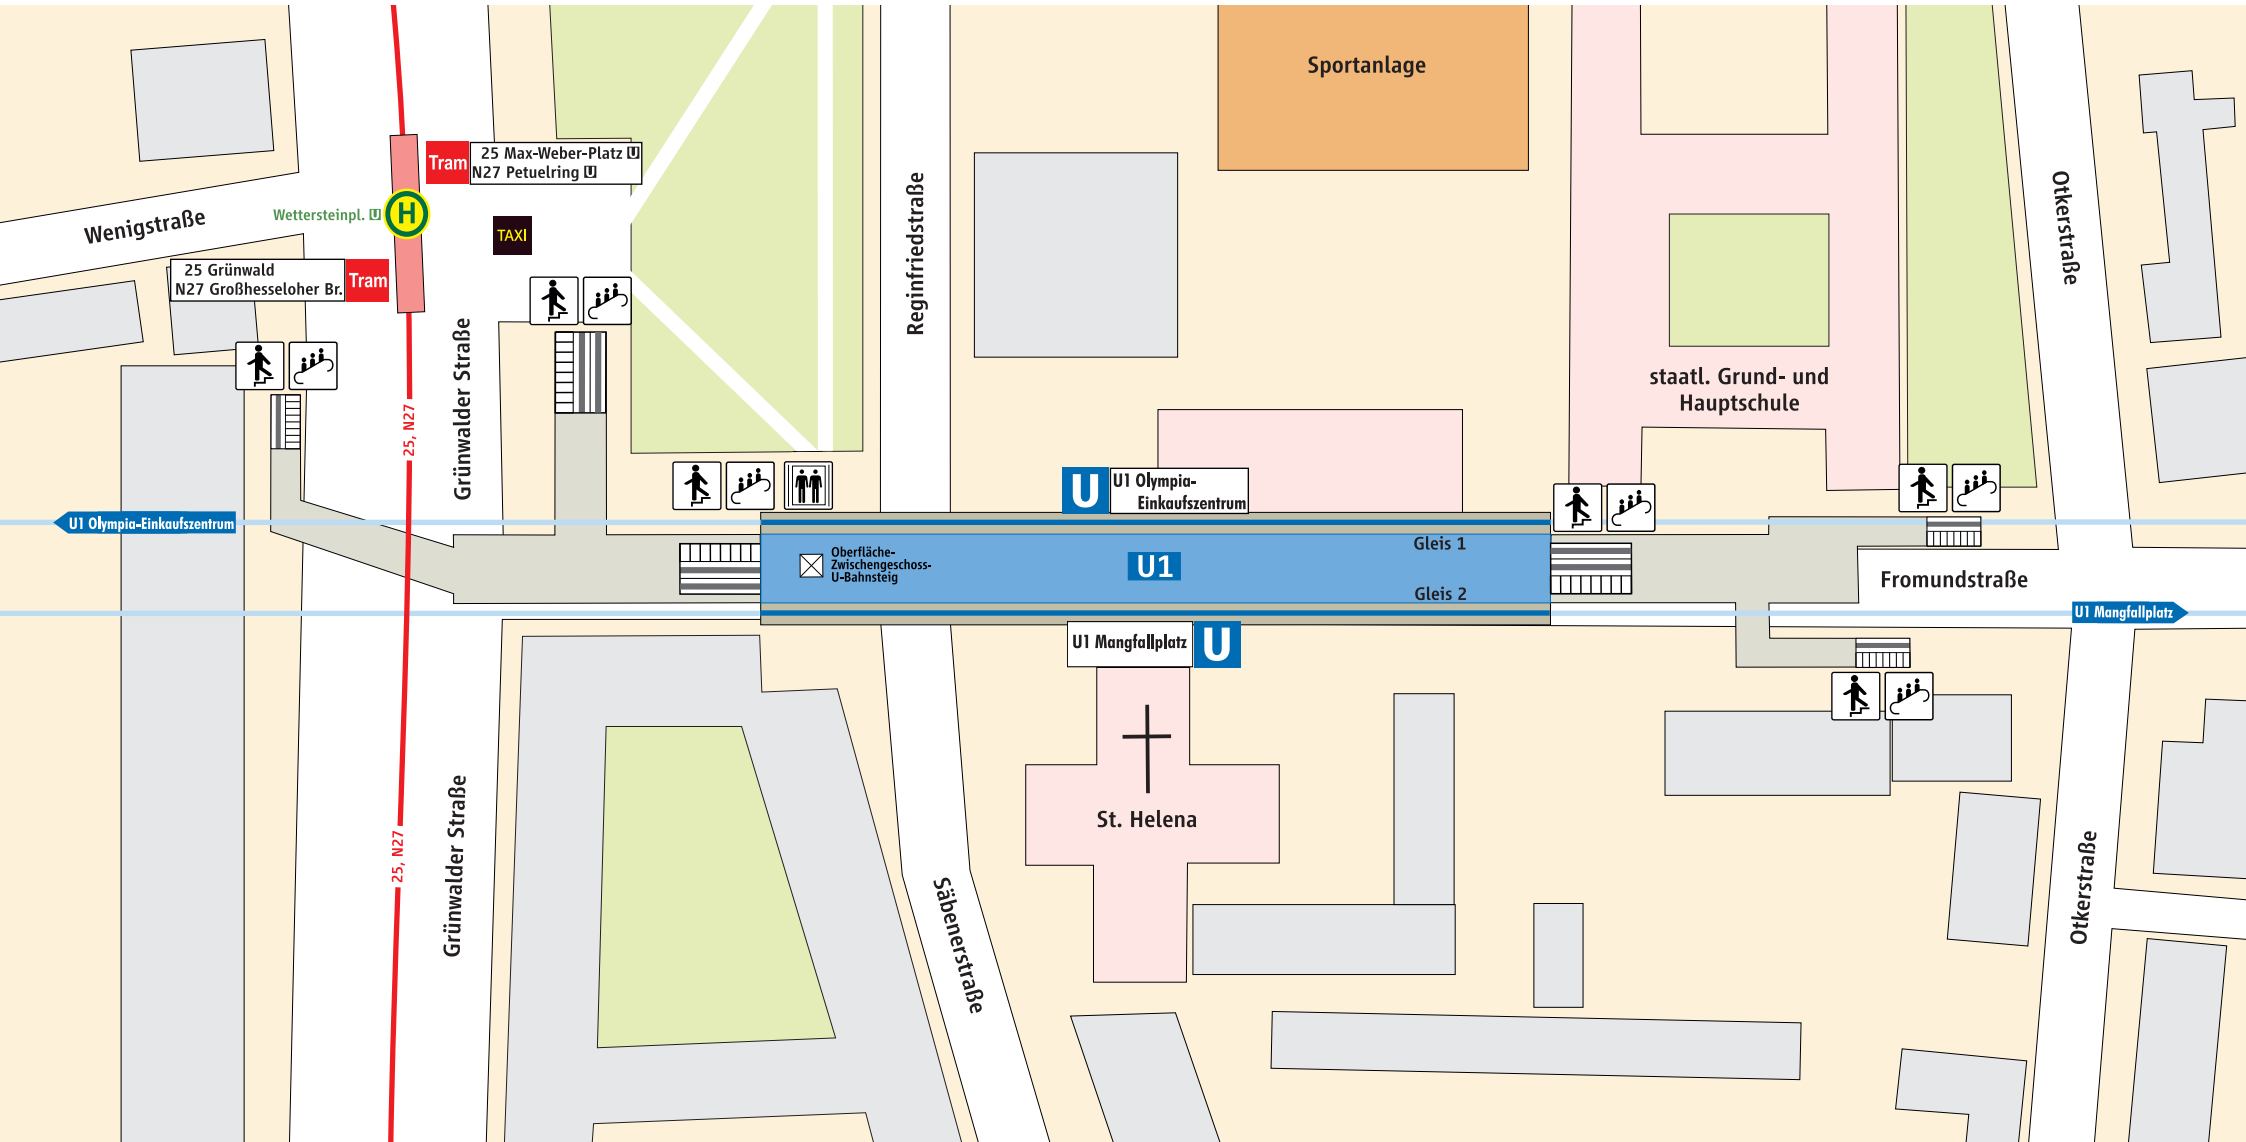 Sportanlage
Tram
25 Max-Weber-Platz U
N27 Petuelring U
Wenigstraße
Wettersteinpl. U
H
TAXI
25 Grünwald
N27 Großhesseloher Br.
Tram
Reginfriedstraße
Otkerstraße
Grünwalder Straße
25, N27
staatl. Grund- und
Hauptschule
U
U1 Olympia-
Einkaufszentrum
U1 Olympia-Einkaufszentrum
Oberfläche-
Zwischengeschoss-
U-Bahnsteig
U1
Gleis 1
Gleis 2
Fromundstraße
U1 Mangfallplatz
U1 Mangfallplatz
U
St. Helena
Grünwalder Straße
25, N27
Säbenerstraße
Otkerstraße